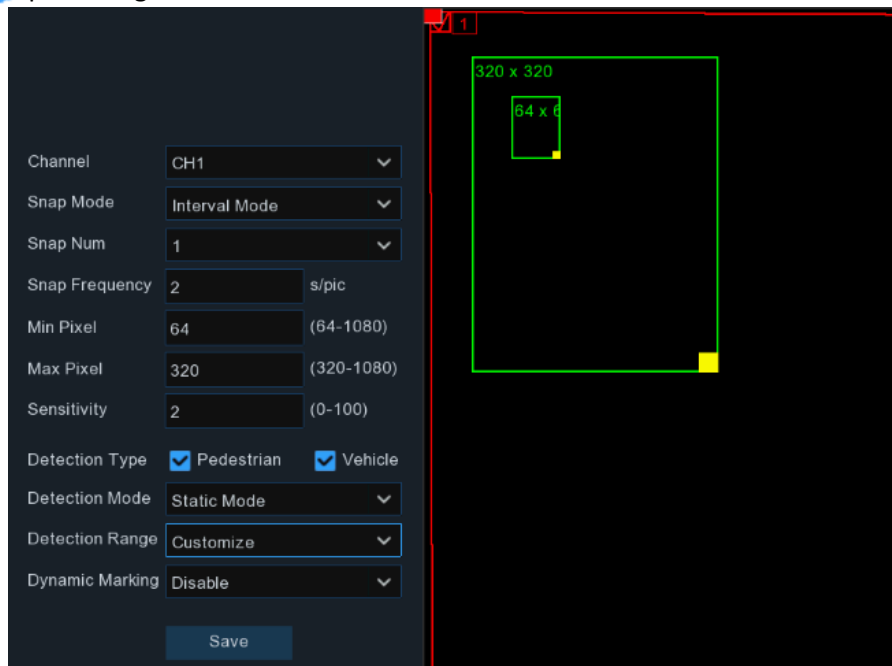 1
320 x 320
64 x 6
Channel CH1
Snap Mode Interval Mode
Snap Num 1
Snap Frequency 2 s/pic
Min Pixel 64 (64-1080)
Max Pixel 320 (320-1080)
Sensitivity 2 (0-100)
Detection Type Pedestrian Vehicle
Detection Mode Static Mode
Detection Range Customize
Dynamic Marking Disable
Save